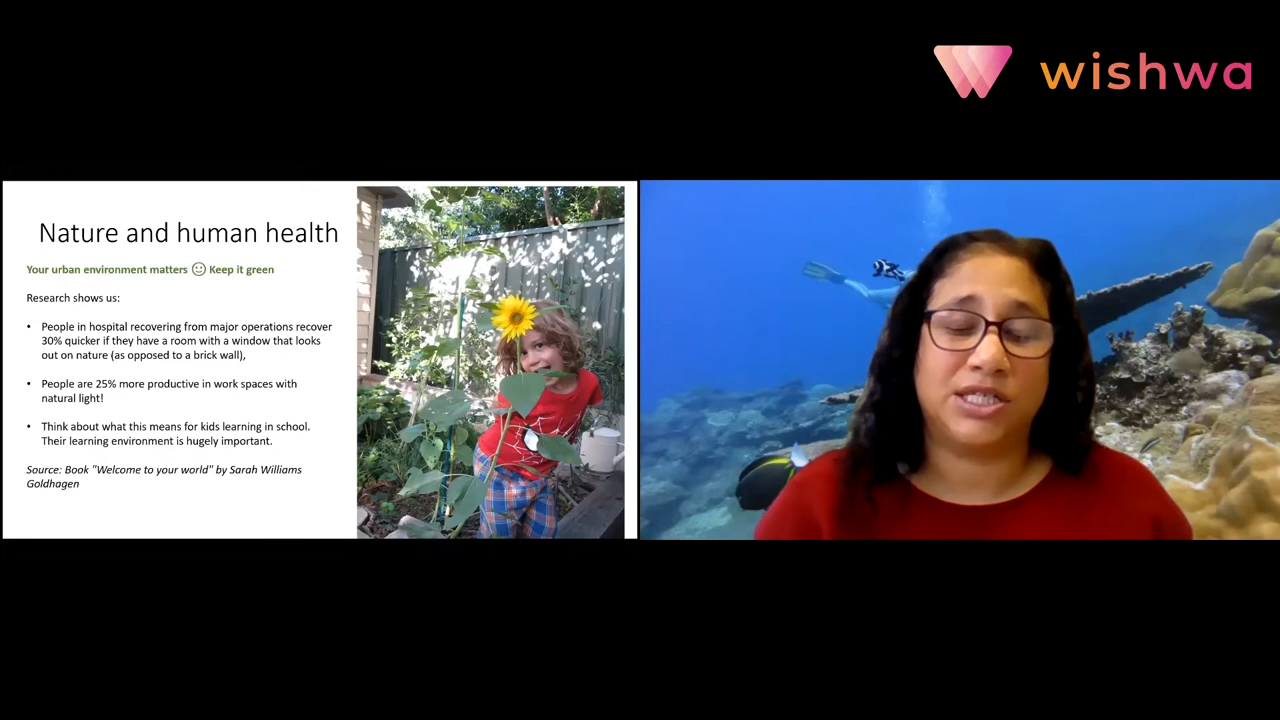 wishwa
Nature and human health
Your urban environment matters ☺ Keep it green
Research shows us:
• People in hospital recovering from major operations recover
30% quicker if they have a room with a window that looks
out on nature (as opposed to a brick wall),
• People are 25% more productive in work spaces with
natural light!
• Think about what this means for kids learning in school.
Their learning environment is hugely important.
Source: Book "Welcome to your world" by Sarah Williams
Goldhagen